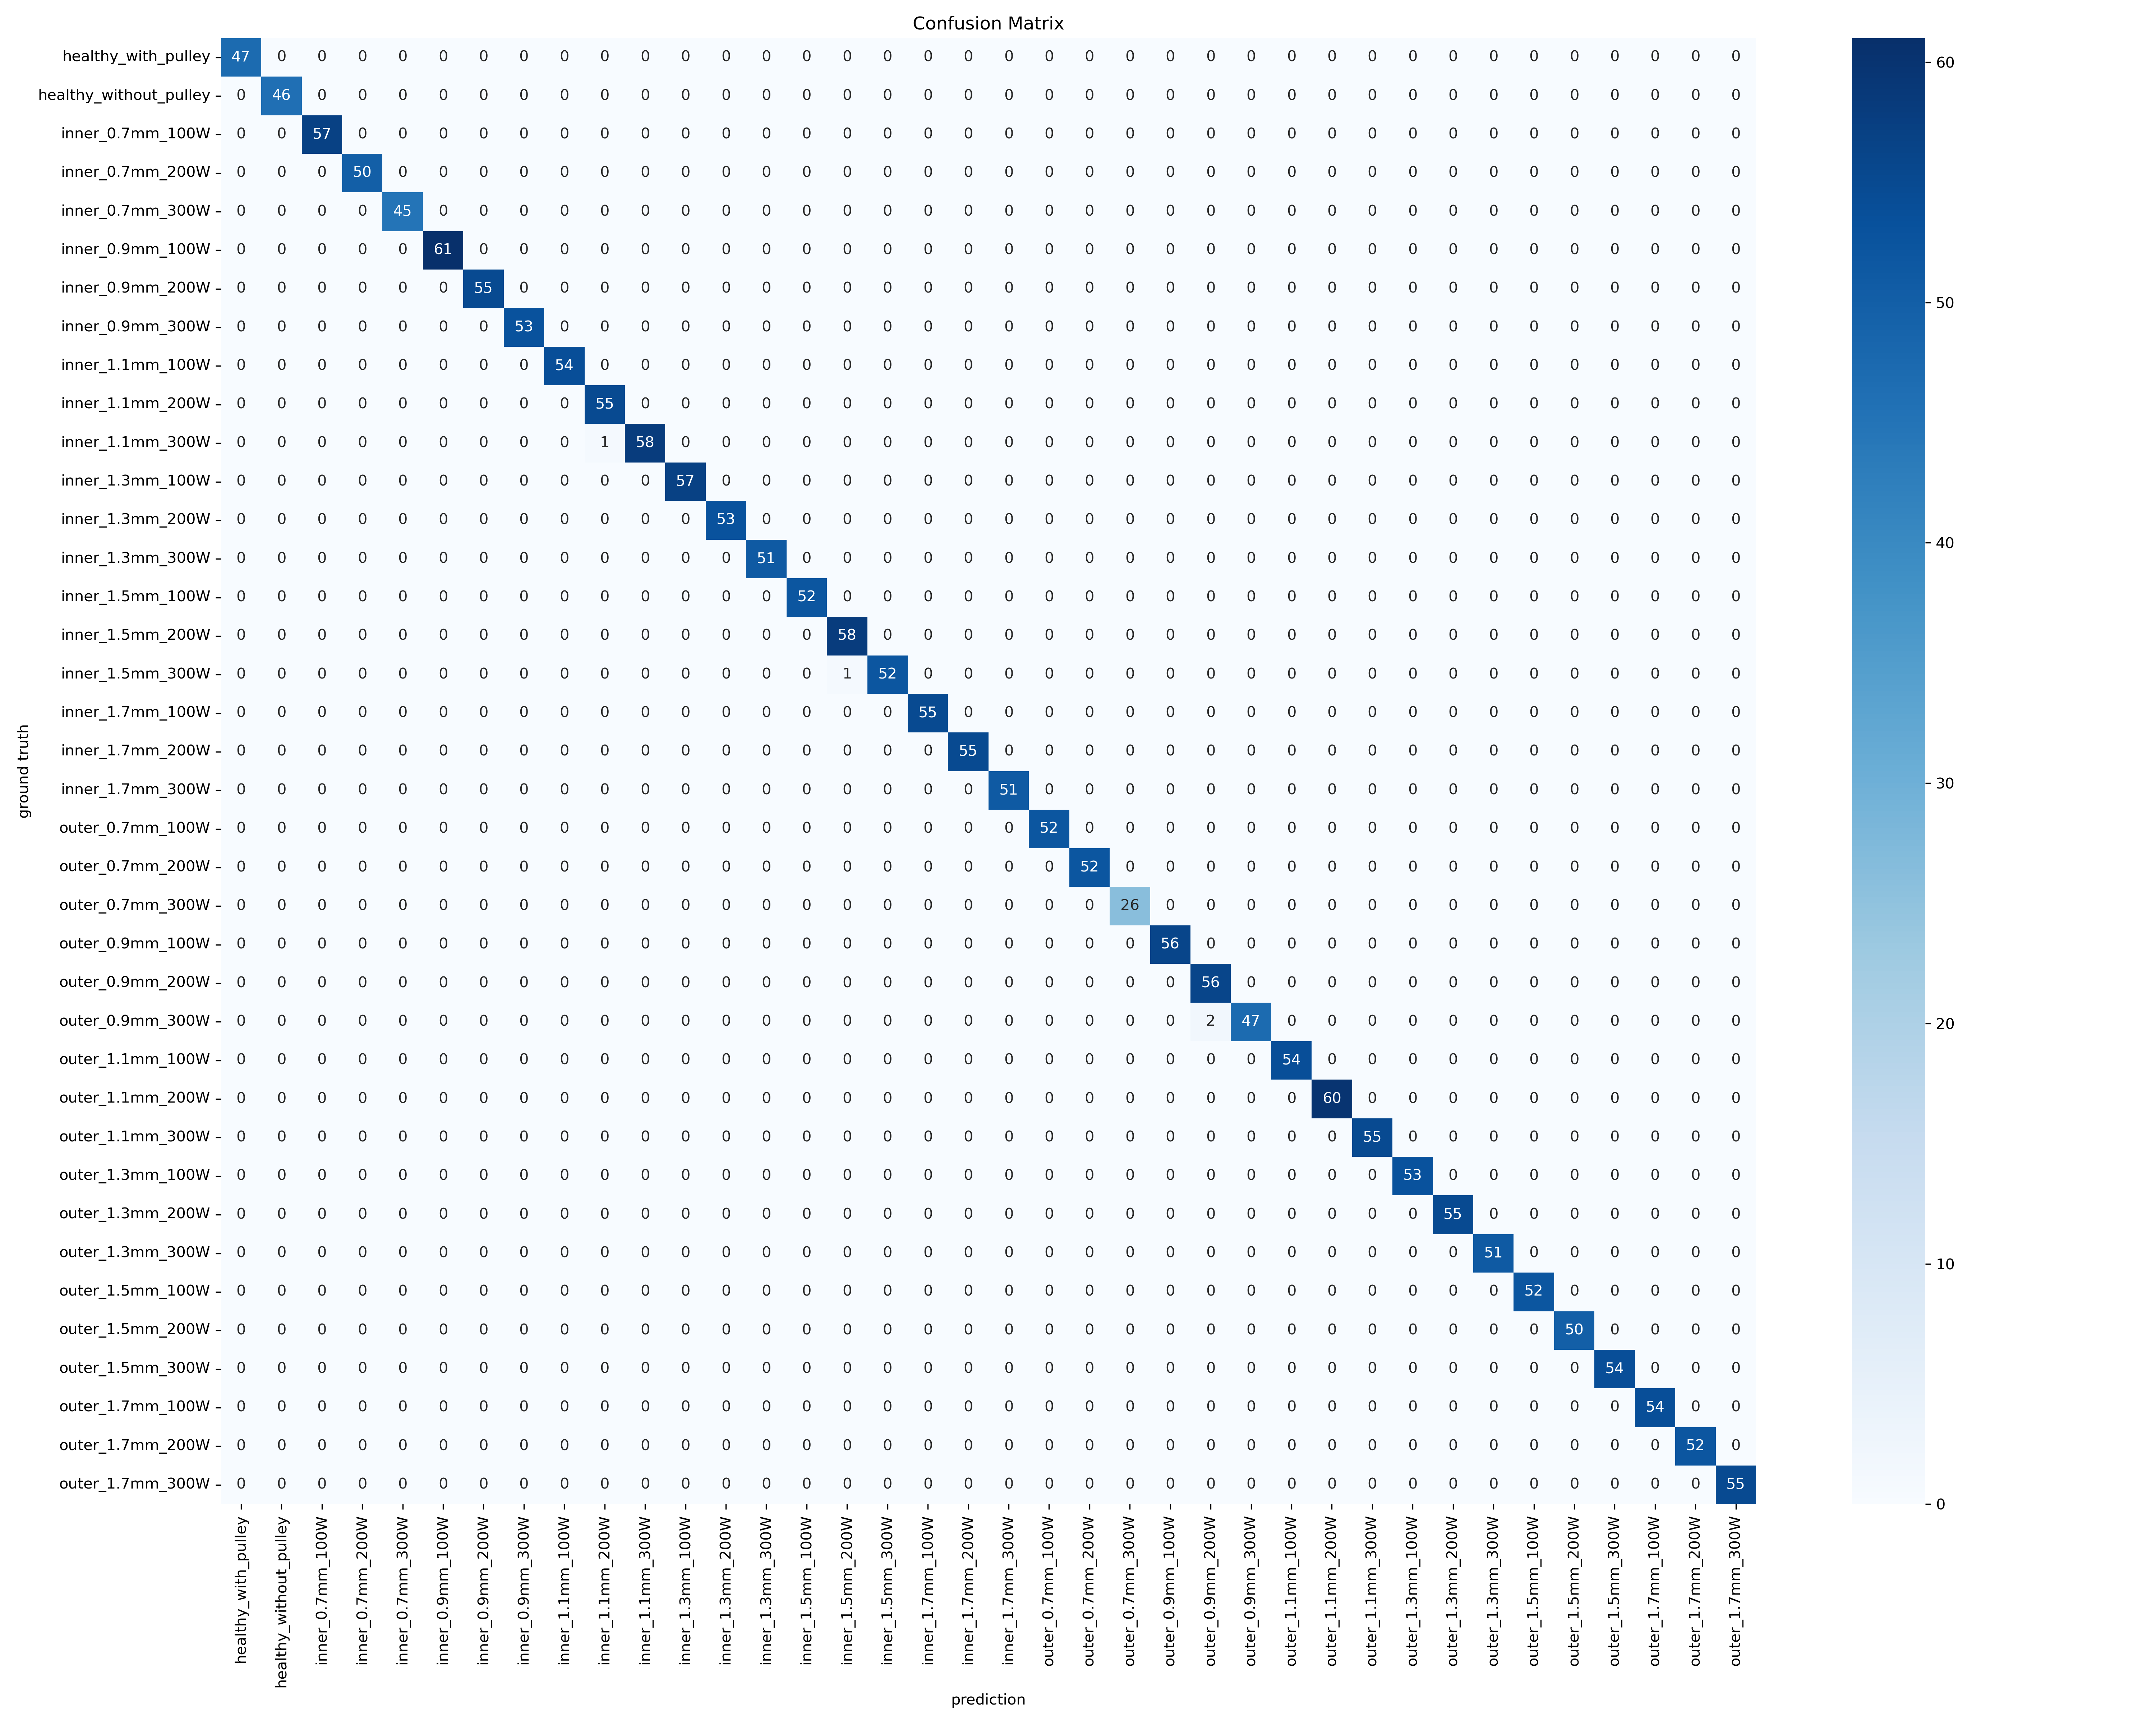 Confusion Matrix
healthy_with_pulley 47 0 0 0 0 0 0 0 0 0 0 0 0 0 0 0 0 0 0 0 0 0 0 0 0 0 0 0 0 0 0 0 0 0 0 0 0 0
healthy_without_pulley 0 46 0 0 0 0 0 0 0 0 0 0 0 0 0 0 0 0 0 0 0 0 0 0 0 0 0 0 0 0 0 0 0 0 0 0 0 0
inner_0.7mm_100W 0 0 57 0 0 0 0 0 0 0 0 0 0 0 0 0 0 0 0 0 0 0 0 0 0 0 0 0 0 0 0 0 0 0 0 0 0 0
inner_0.7mm_200W 0 0 0 50 0 0 0 0 0 0 0 0 0 0 0 0 0 0 0 0 0 0 0 0 0 0 0 0 0 0 0 0 0 0 0 0 0 0
inner_0.7mm_300W 0 0 0 0 45 0 0 0 0 0 0 0 0 0 0 0 0 0 0 0 0 0 0 0 0 0 0 0 0 0 0 0 0 0 0 0 0 0
inner_0.9mm_100W 0 0 0 0 0 61 0 0 0 0 0 0 0 0 0 0 0 0 0 0 0 0 0 0 0 0 0 0 0 0 0 0 0 0 0 0 0 0
inner_0.9mm_200W 0 0 0 0 0 0 55 0 0 0 0 0 0 0 0 0 0 0 0 0 0 0 0 0 0 0 0 0 0 0 0 0 0 0 0 0 0 0
inner_0.9mm_300W 0 0 0 0 0 0 0 53 0 0 0 0 0 0 0 0 0 0 0 0 0 0 0 0 0 0 0 0 0 0 0 0 0 0 0 0 0 0
inner_1.1mm_100W 0 0 0 0 0 0 0 0 54 0 0 0 0 0 0 0 0 0 0 0 0 0 0 0 0 0 0 0 0 0 0 0 0 0 0 0 0 0
inner_1.1mm_200W 0 0 0 0 0 0 0 0 0 55 0 0 0 0 0 0 0 0 0 0 0 0 0 0 0 0 0 0 0 0 0 0 0 0 0 0 0 0
inner_1.1mm_300W 0 0 0 0 0 0 0 0 0 1 58 0 0 0 0 0 0 0 0 0 0 0 0 0 0 0 0 0 0 0 0 0 0 0 0 0 0 0
inner_1.3mm_100W 0 0 0 0 0 0 0 0 0 0 0 57 0 0 0 0 0 0 0 0 0 0 0 0 0 0 0 0 0 0 0 0 0 0 0 0 0 0
inner_1.3mm_200W 0 0 0 0 0 0 0 0 0 0 0 0 53 0 0 0 0 0 0 0 0 0 0 0 0 0 0 0 0 0 0 0 0 0 0 0 0 0
inner_1.3mm_300W 0 0 0 0 0 0 0 0 0 0 0 0 0 51 0 0 0 0 0 0 0 0 0 0 0 0 0 0 0 0 0 0 0 0 0 0 0 0
inner_1.5mm_100W 0 0 0 0 0 0 0 0 0 0 0 0 0 0 52 0 0 0 0 0 0 0 0 0 0 0 0 0 0 0 0 0 0 0 0 0 0 0
inner_1.5mm_200W 0 0 0 0 0 0 0 0 0 0 0 0 0 0 0 58 0 0 0 0 0 0 0 0 0 0 0 0 0 0 0 0 0 0 0 0 0 0
inner_1.5mm_300W 0 0 0 0 0 0 0 0 0 0 0 0 0 0 0 1 52 0 0 0 0 0 0 0 0 0 0 0 0 0 0 0 0 0 0 0 0 0
inner_1.7mm_100W 0 0 0 0 0 0 0 0 0 0 0 0 0 0 0 0 0 55 0 0 0 0 0 0 0 0 0 0 0 0 0 0 0 0 0 0 0 0
inner_1.7mm_200W 0 0 0 0 0 0 0 0 0 0 0 0 0 0 0 0 0 0 55 0 0 0 0 0 0 0 0 0 0 0 0 0 0 0 0 0 0 0
inner_1.7mm_300W 0 0 0 0 0 0 0 0 0 0 0 0 0 0 0 0 0 0 0 51 0 0 0 0 0 0 0 0 0 0 0 0 0 0 0 0 0 0
outer_0.7mm_100W 0 0 0 0 0 0 0 0 0 0 0 0 0 0 0 0 0 0 0 0 52 0 0 0 0 0 0 0 0 0 0 0 0 0 0 0 0 0
outer_0.7mm_200W 0 0 0 0 0 0 0 0 0 0 0 0 0 0 0 0 0 0 0 0 0 52 0 0 0 0 0 0 0 0 0 0 0 0 0 0 0 0
outer_0.7mm_300W 0 0 0 0 0 0 0 0 0 0 0 0 0 0 0 0 0 0 0 0 0 0 26 0 0 0 0 0 0 0 0 0 0 0 0 0 0 0
outer_0.9mm_100W 0 0 0 0 0 0 0 0 0 0 0 0 0 0 0 0 0 0 0 0 0 0 0 56 0 0 0 0 0 0 0 0 0 0 0 0 0 0
outer_0.9mm_200W 0 0 0 0 0 0 0 0 0 0 0 0 0 0 0 0 0 0 0 0 0 0 0 0 56 0 0 0 0 0 0 0 0 0 0 0 0 0
outer_0.9mm_300W 0 0 0 0 0 0 0 0 0 0 0 0 0 0 0 0 0 0 0 0 0 0 0 0 2 47 0 0 0 0 0 0 0 0 0 0 0 0
outer_1.1mm_100W 0 0 0 0 0 0 0 0 0 0 0 0 0 0 0 0 0 0 0 0 0 0 0 0 0 0 54 0 0 0 0 0 0 0 0 0 0 0
outer_1.1mm_200W 0 0 0 0 0 0 0 0 0 0 0 0 0 0 0 0 0 0 0 0 0 0 0 0 0 0 0 60 0 0 0 0 0 0 0 0 0 0
outer_1.1mm_300W 0 0 0 0 0 0 0 0 0 0 0 0 0 0 0 0 0 0 0 0 0 0 0 0 0 0 0 0 55 0 0 0 0 0 0 0 0 0
outer_1.3mm_100W 0 0 0 0 0 0 0 0 0 0 0 0 0 0 0 0 0 0 0 0 0 0 0 0 0 0 0 0 0 53 0 0 0 0 0 0 0 0
outer_1.3mm_200W 0 0 0 0 0 0 0 0 0 0 0 0 0 0 0 0 0 0 0 0 0 0 0 0 0 0 0 0 0 0 55 0 0 0 0 0 0 0
outer_1.3mm_300W 0 0 0 0 0 0 0 0 0 0 0 0 0 0 0 0 0 0 0 0 0 0 0 0 0 0 0 0 0 0 0 51 0 0 0 0 0 0
outer_1.5mm_100W 0 0 0 0 0 0 0 0 0 0 0 0 0 0 0 0 0 0 0 0 0 0 0 0 0 0 0 0 0 0 0 0 52 0 0 0 0 0
outer_1.5mm_200W 0 0 0 0 0 0 0 0 0 0 0 0 0 0 0 0 0 0 0 0 0 0 0 0 0 0 0 0 0 0 0 0 0 50 0 0 0 0
outer_1.5mm_300W 0 0 0 0 0 0 0 0 0 0 0 0 0 0 0 0 0 0 0 0 0 0 0 0 0 0 0 0 0 0 0 0 0 0 54 0 0 0
outer_1.7mm_100W 0 0 0 0 0 0 0 0 0 0 0 0 0 0 0 0 0 0 0 0 0 0 0 0 0 0 0 0 0 0 0 0 0 0 0 54 0 0
outer_1.7mm_200W 0 0 0 0 0 0 0 0 0 0 0 0 0 0 0 0 0 0 0 0 0 0 0 0 0 0 0 0 0 0 0 0 0 0 0 0 52 0
outer_1.7mm_300W 0 0 0 0 0 0 0 0 0 0 0 0 0 0 0 0 0 0 0 0 0 0 0 0 0 0 0 0 0 0 0 0 0 0 0 0 0 55
ground truth
healthy_with_pulley
healthy_without_pulley
inner_0.7mm_100W
inner_0.7mm_200W
inner_0.7mm_300W
inner_0.9mm_100W
inner_0.9mm_200W
inner_0.9mm_300W
inner_1.1mm_100W
inner_1.1mm_200W
inner_1.1mm_300W
inner_1.3mm_100W
inner_1.3mm_200W
inner_1.3mm_300W
inner_1.5mm_100W
inner_1.5mm_200W
inner_1.5mm_300W
inner_1.7mm_100W
inner_1.7mm_200W
inner_1.7mm_300W
outer_0.7mm_100W
outer_0.7mm_200W
outer_0.7mm_300W
outer_0.9mm_100W
outer_0.9mm_200W
outer_0.9mm_300W
outer_1.1mm_100W
outer_1.1mm_200W
outer_1.1mm_300W
outer_1.3mm_100W
outer_1.3mm_200W
outer_1.3mm_300W
outer_1.5mm_100W
outer_1.5mm_200W
outer_1.5mm_300W
outer_1.7mm_100W
outer_1.7mm_200W
outer_1.7mm_300W
prediction
60
50
40
30
20
10
0